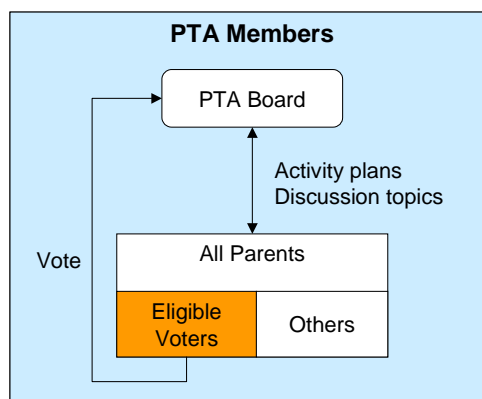 PTA Members
PTA Board
Activity plans
Discussion topics
Vote
All Parents
Eligible
Voters
Others